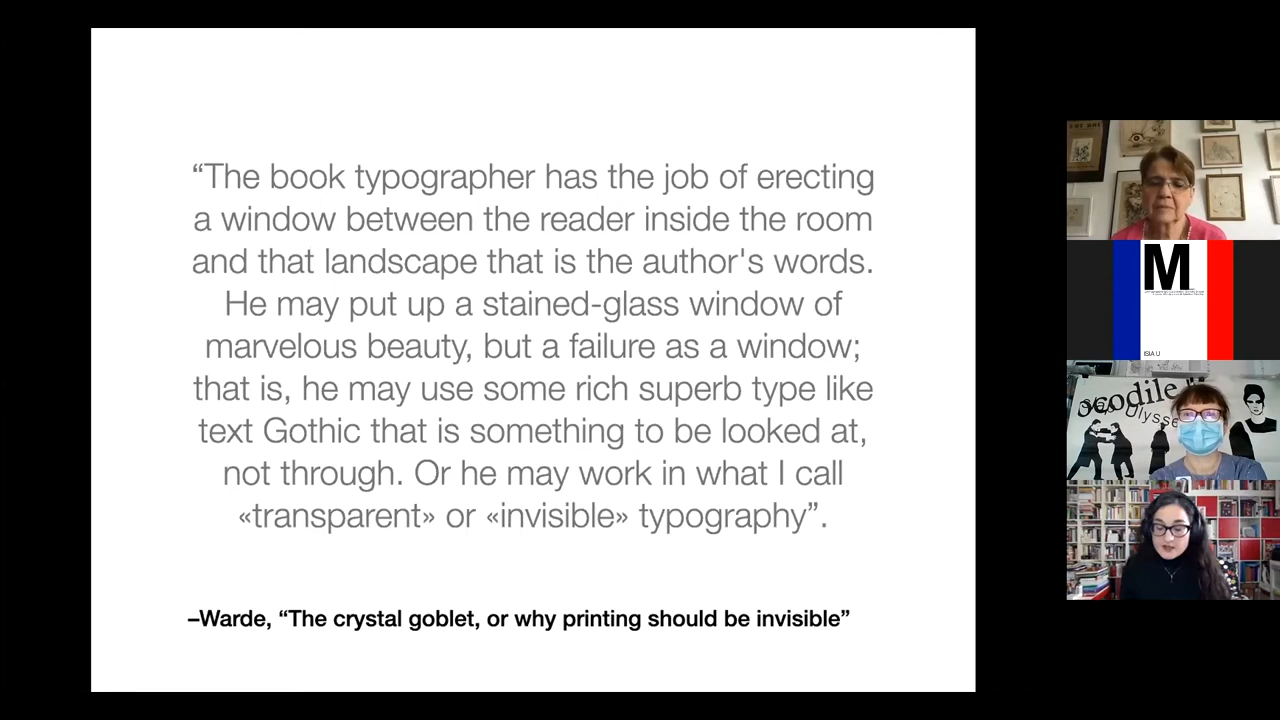 “The book typographer has the job of erecting
a window between the reader inside the room
and that landscape that is the author's words.
He may put up a stained-glass window of
marvelous beauty, but a failure as a window;
that is, he may use some rich superb type like
text Gothic that is something to be looked at,
not through. Or he may work in what I call
«transparent» or «invisible» typography”.
–Warde, “The crystal goblet, or why printing should be invisible”
M
ISIA U
ocodile
Ulysse